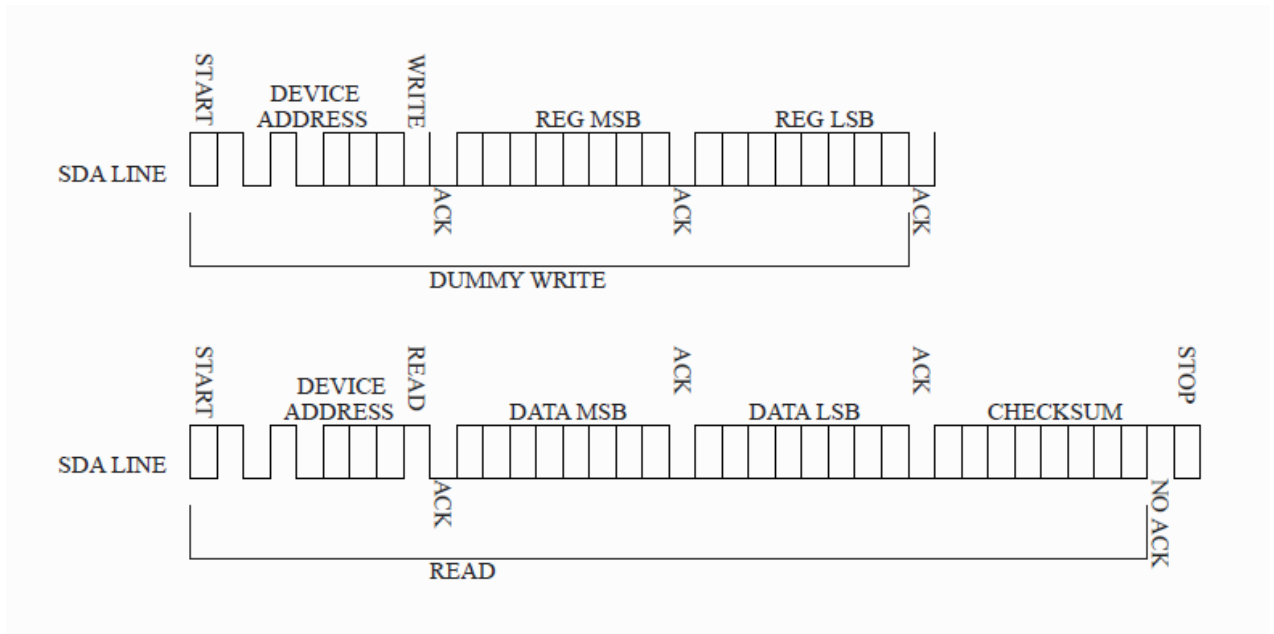 START
DEVICE
ADDRESS
WRITE
REG MSB
REG LSB
SDA LINE
ACK
ACK
ACK
DUMMY WRITE
START
DEVICE
ADDRESS
READ
DATA MSB
ACK
DATA LSB
ACK
CHECKSUM
STOP
SDA LINE
ACK
NO ACK
READ